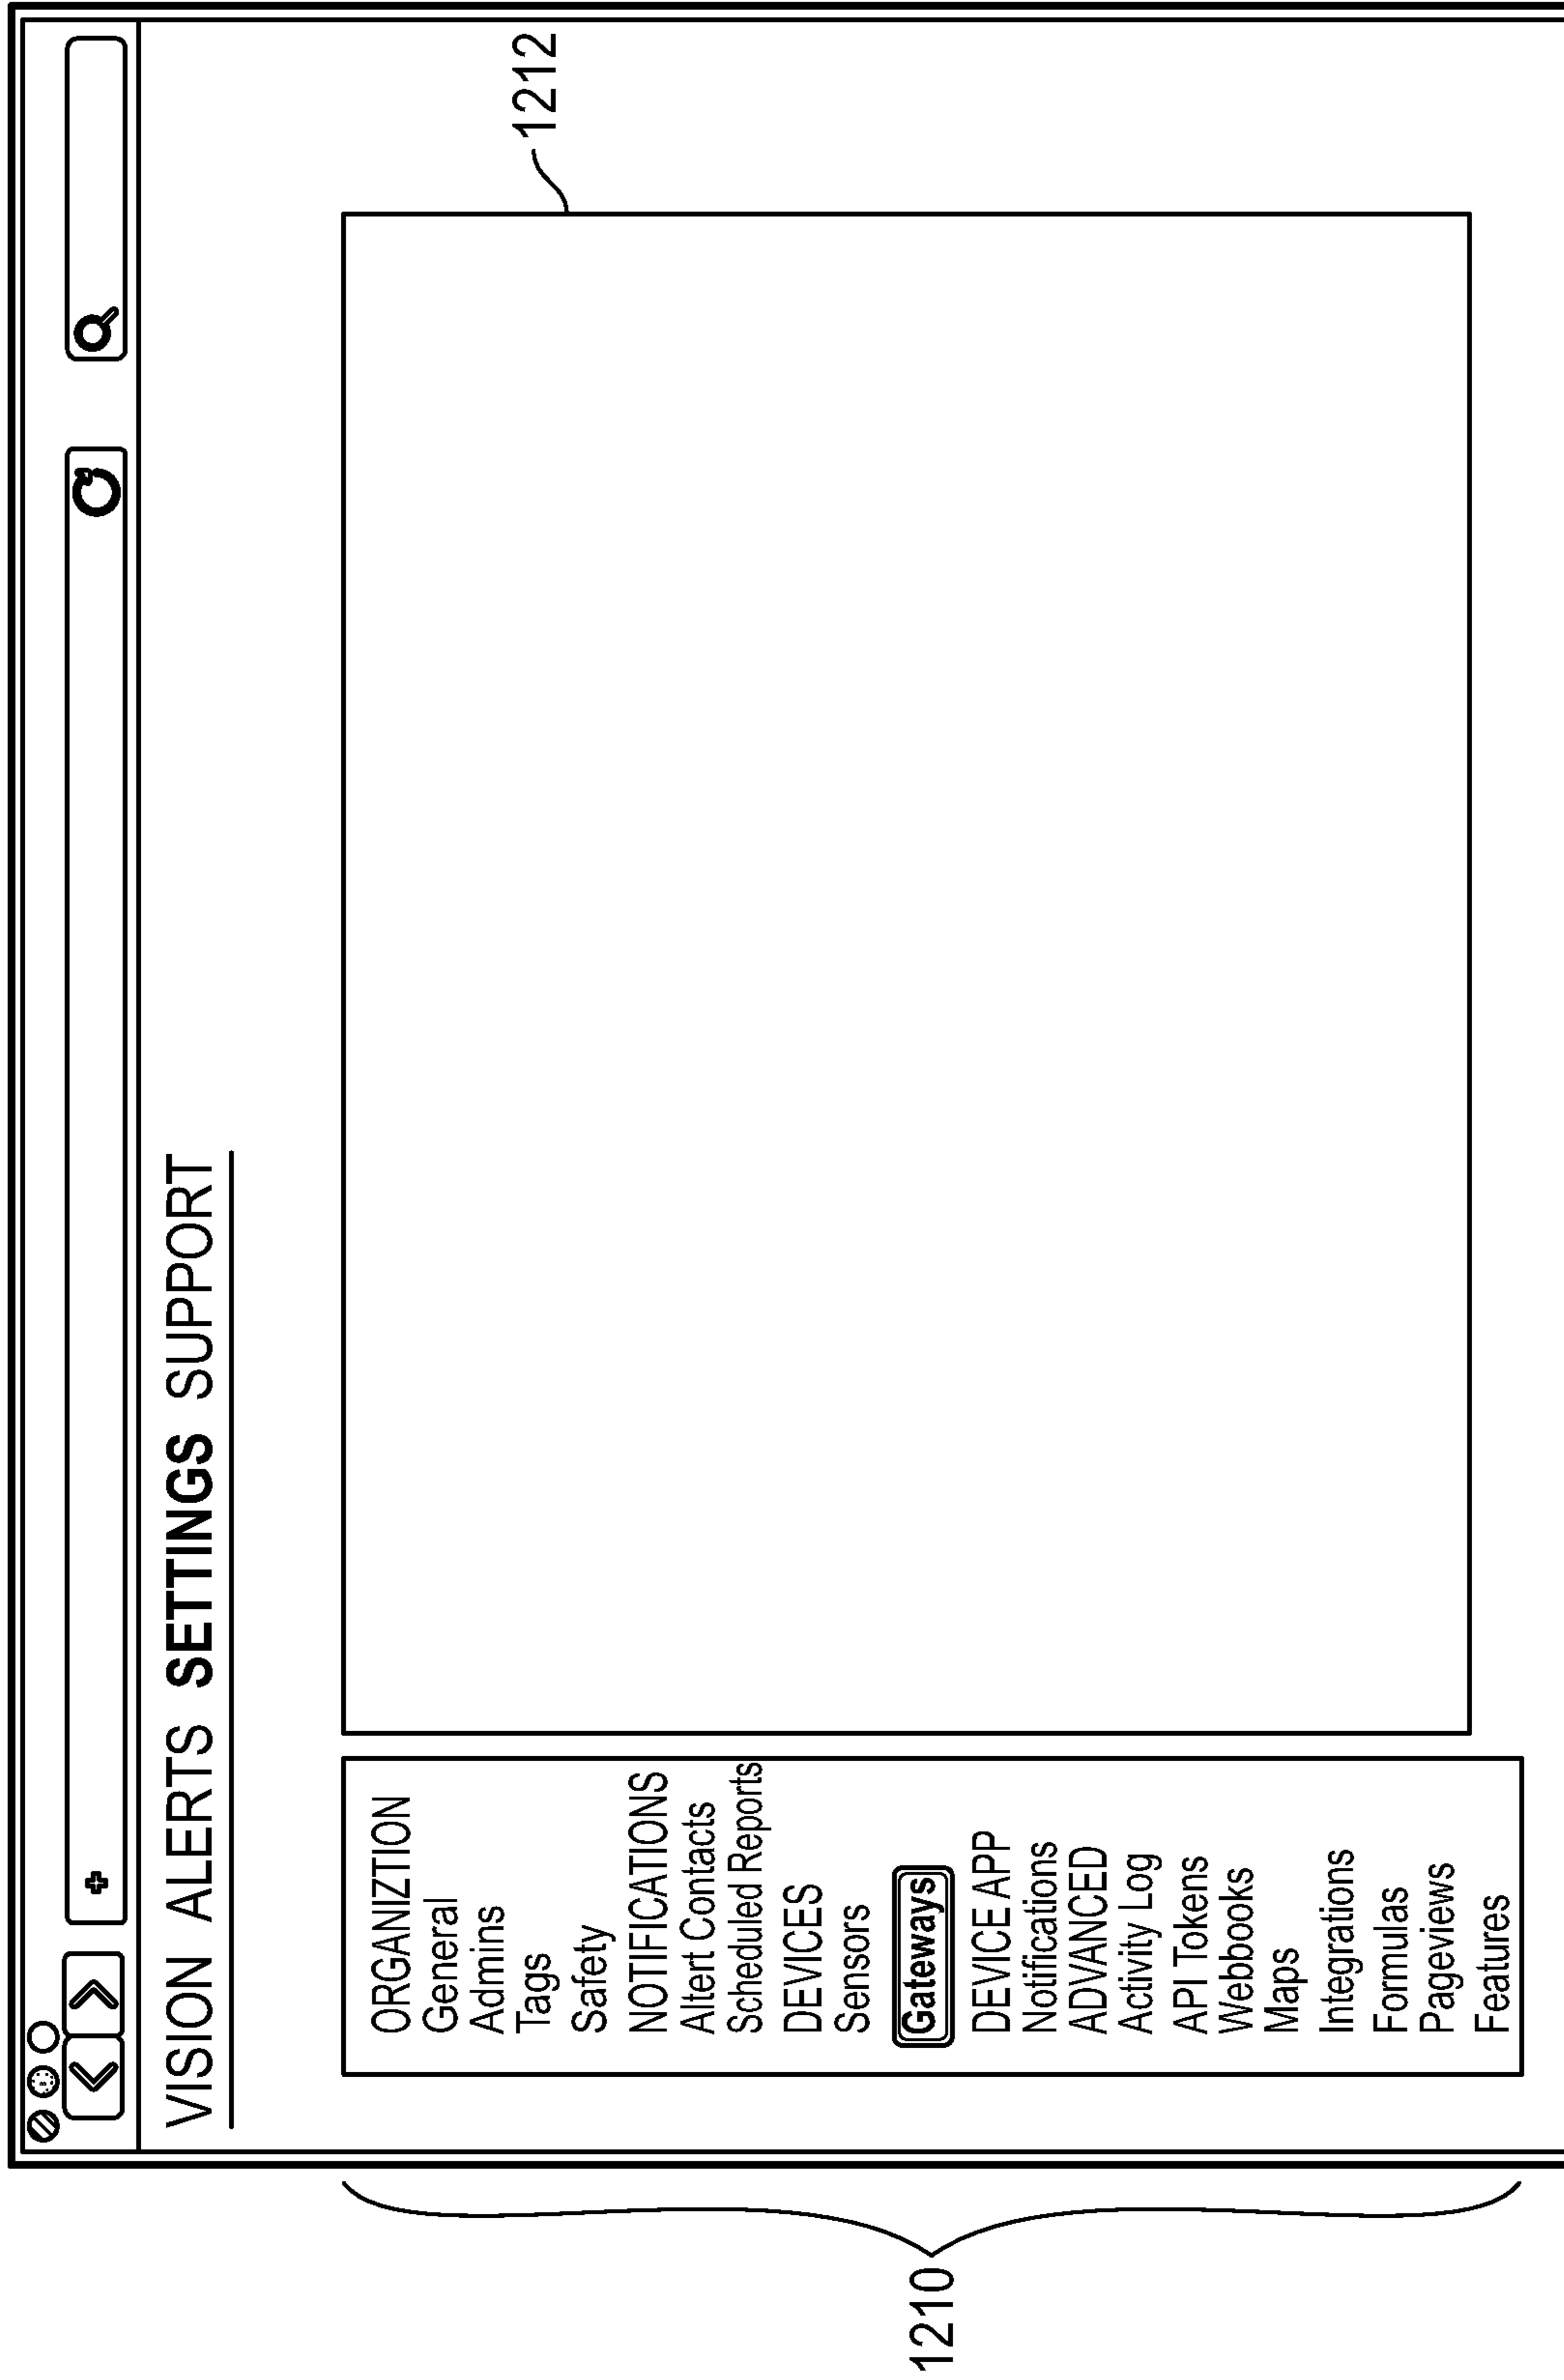 VISION ALERTS SETTINGS SUPPORT
1210
ORGANIZTION
General
Admins
Tags
Safety
NOTIFICATIONS
Altert Contacts
Scheduled Reports
DEVICES
Sensors
Gateways
DEVICE APP
Notifications
ADVANCED
Activity Log
API Tokens
Webbooks
Maps
Integrations
Formulas
Pageviews
Features
1212